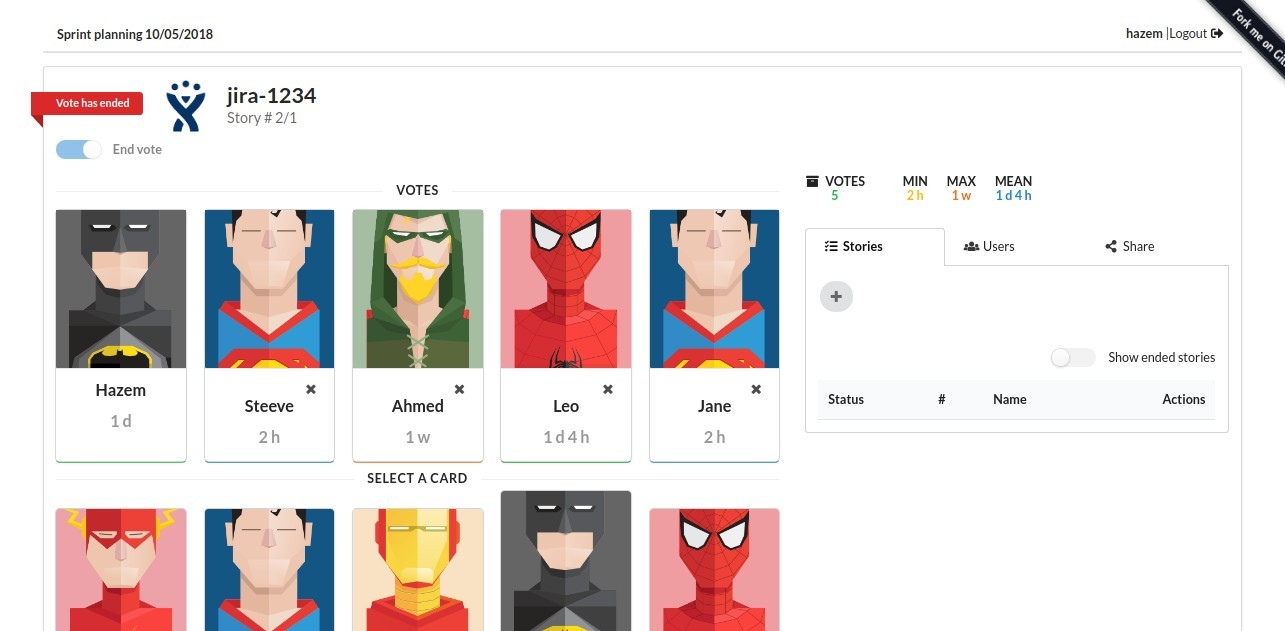 Sprint planning 10/05/2018
hazem |Logout
Fork me on
Vote has ended
jira-1234
Story # 2/1
End vote
VOTES
Hazem
1 d
Steeve
2 h
Ahmed
1 w
Leo
1 d 4 h
Jane
2 h
SELECT A CARD
VOTES MIN MAX MEAN
5 2 h 1 w 1 d 4 h
Stories Users Share
Show ended stories
Status # Name Actions